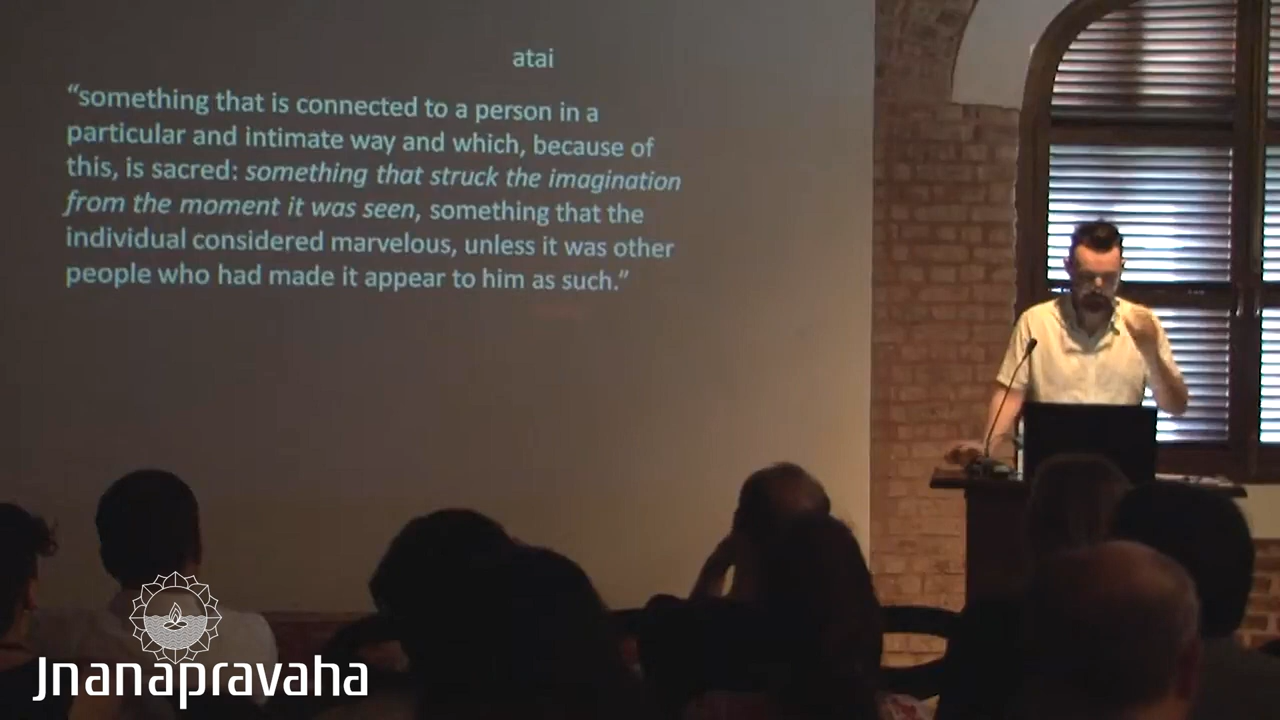 atai
“something that is connected to a person in a
particular and intimate way and which, because of
this, is sacred: something that struck the imagination
from the moment it was seen, something that the
individual considered marvelous, unless it was other
people who had made it appear to him as such.”
Jnanapravaha